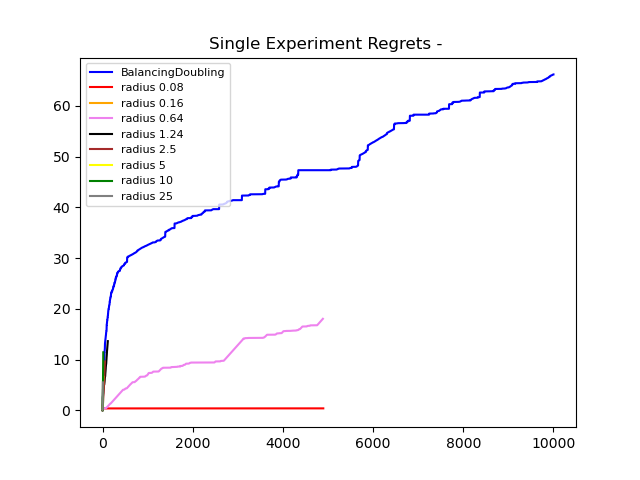 Single Experiment Regrets -
BalancingDoubling
radius 0.08
radius 0.16
radius 0.64
radius 1.24
radius 2.5
radius 5
radius 10
radius 25
60
50
40
30
20
10
0
0 2000 4000 6000 8000 10000